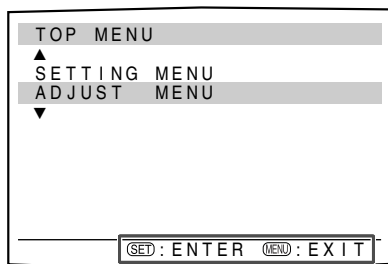 TOP MENU
▲
SETTING MENU
ADJUST MENU
▼
SET : ENTER MENU : EXIT